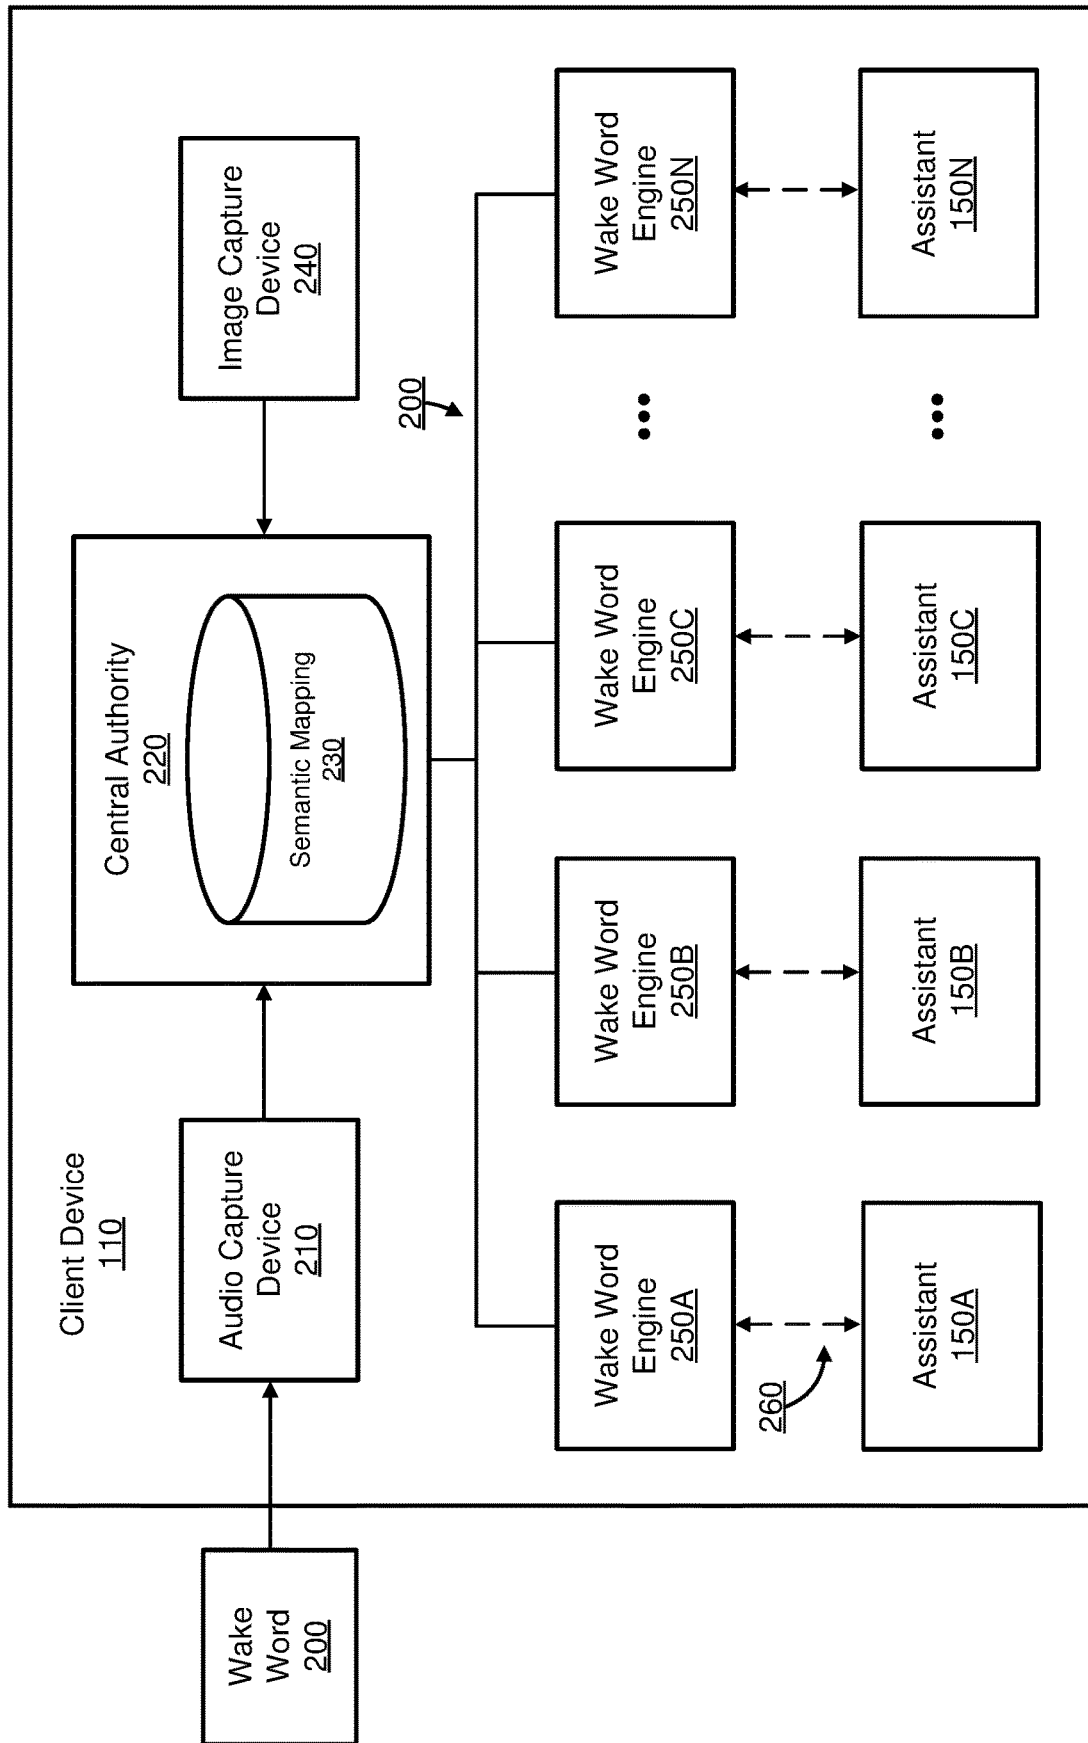 Client Device
110
Wake
Word
200
Audio Capture
Device
210
Central Authority
220
Semantic Mapping
230
Image Capture
Device
240
200
Wake Word
Engine
250A
Wake Word
Engine
250B
Wake Word
Engine
250C
•••
Wake Word
Engine
250N
260
Assistant
150A
Assistant
150B
Assistant
150C
•••
Assistant
150N